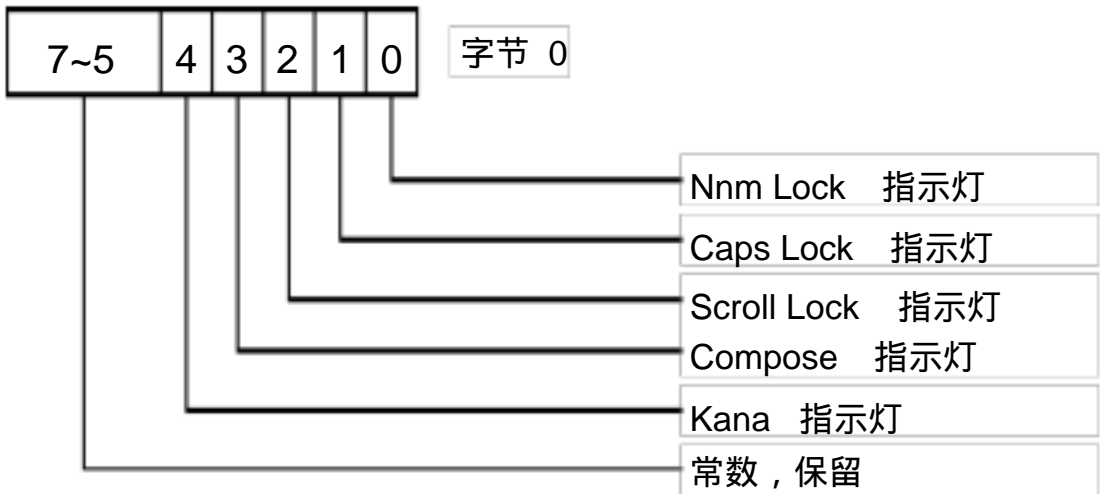 7~5 4 3 2 1 0 字节 0
Nnm Lock 指示灯
Caps Lock 指示灯
Scroll Lock 指示灯
Compose 指示灯
Kana 指示灯
常数，保留